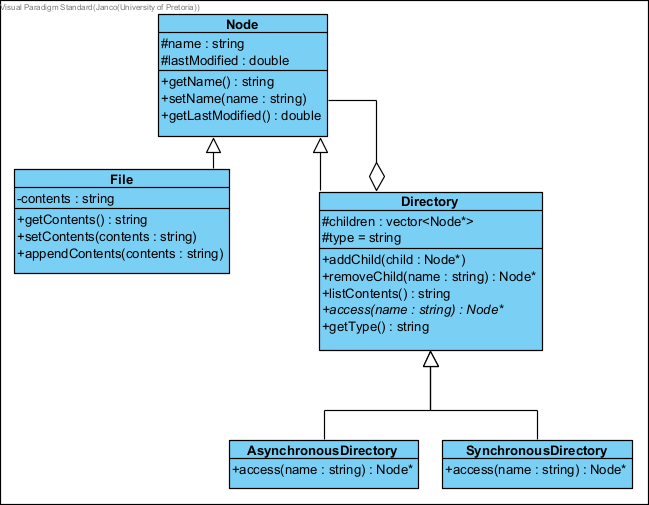 Visual Paradigm Standard(Janco(University of Pretoria))
Node
#name : string
#lastModified : double
+getName() : string
+setName(name : string)
+getLastModified() : double
File
-contents : string
+getContents() : string
+setContents(contents : string)
+appendContents(contents : string)
Directory
#children : vector<Node*>
#type = string
+addChild(child : Node*)
+removeChild(name : string) : Node*
+listContents() : string
+access(name : string) : Node*
+getType() : string
AsynchronousDirectory
+access(name : string) : Node*
SynchronousDirectory
+access(name : string) : Node*